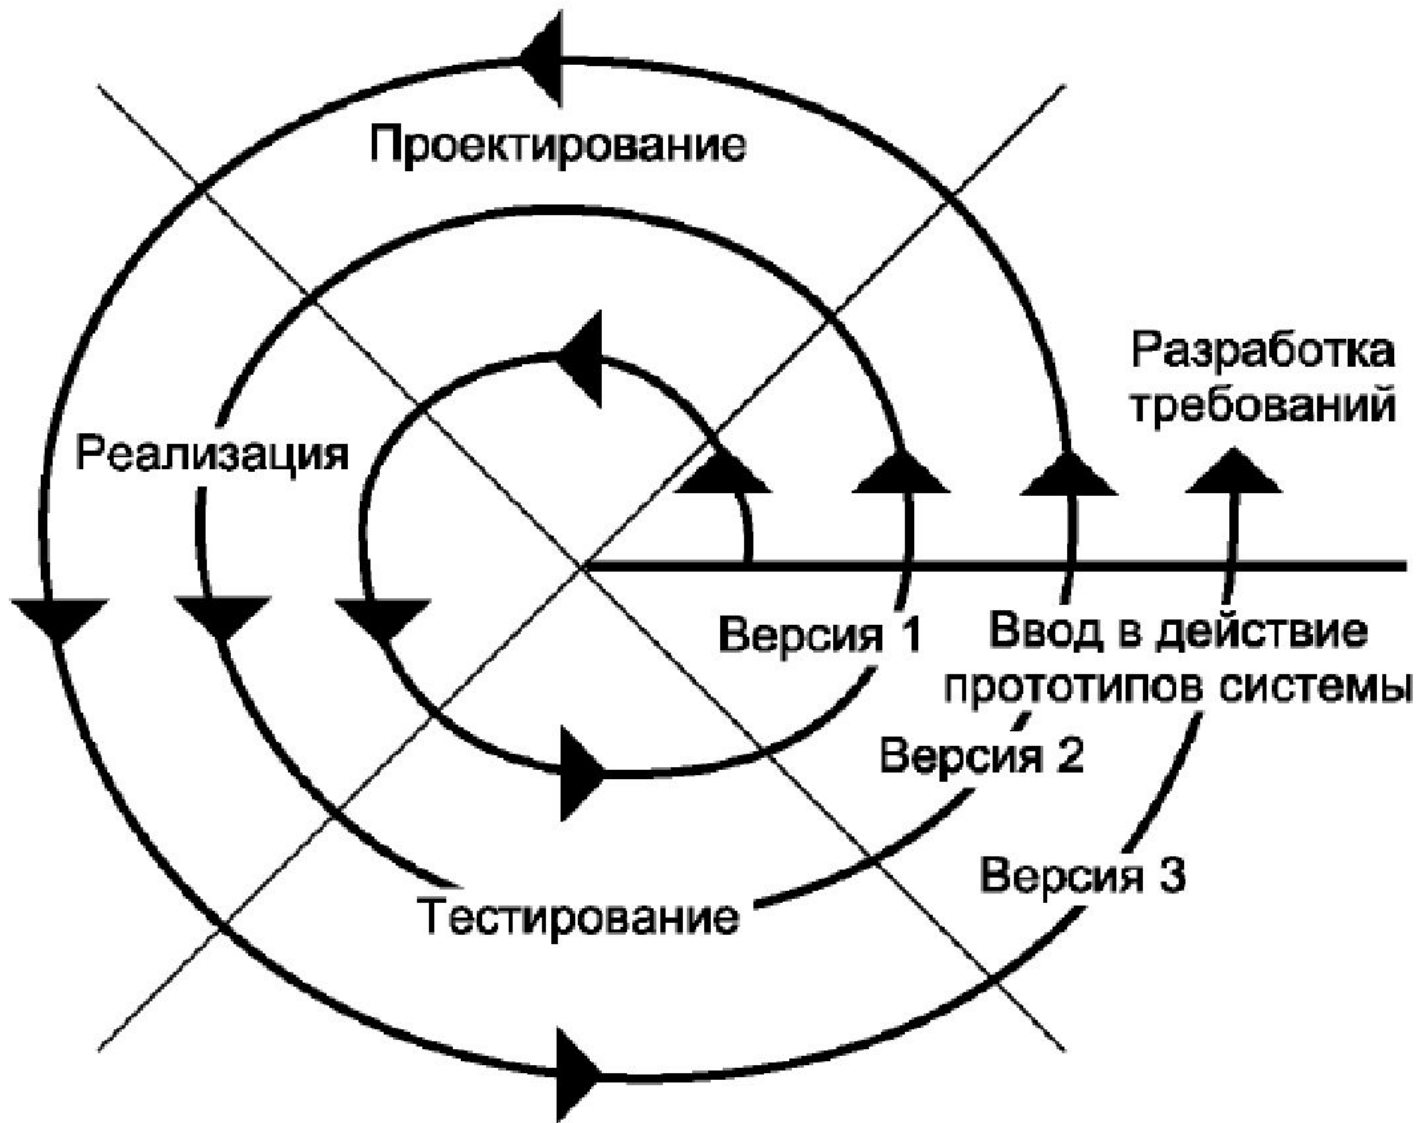 Проектирование
Разработка
требований
Реализация
Версия 1
Ввод в действие
прототипов системы
Версия 2
Версия 3
Тестирование